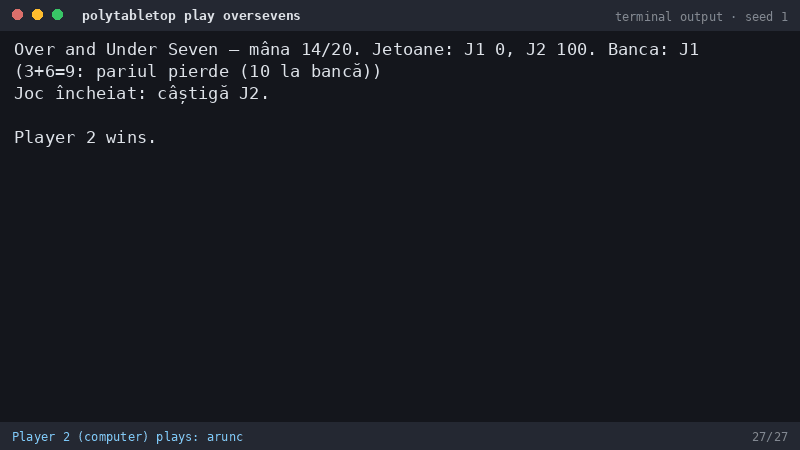 polytabletop play oversevens
terminal output · seed 1
Over and Under Seven — mâna 14/20. Jetoane: J1 0, J2 100. Banca: J1
(3+6=9: pariul pierde (10 la bancă))
Joc încheiat: câștigă J2.
Player 2 wins.
Player 2 (computer) plays: arunc
27/27